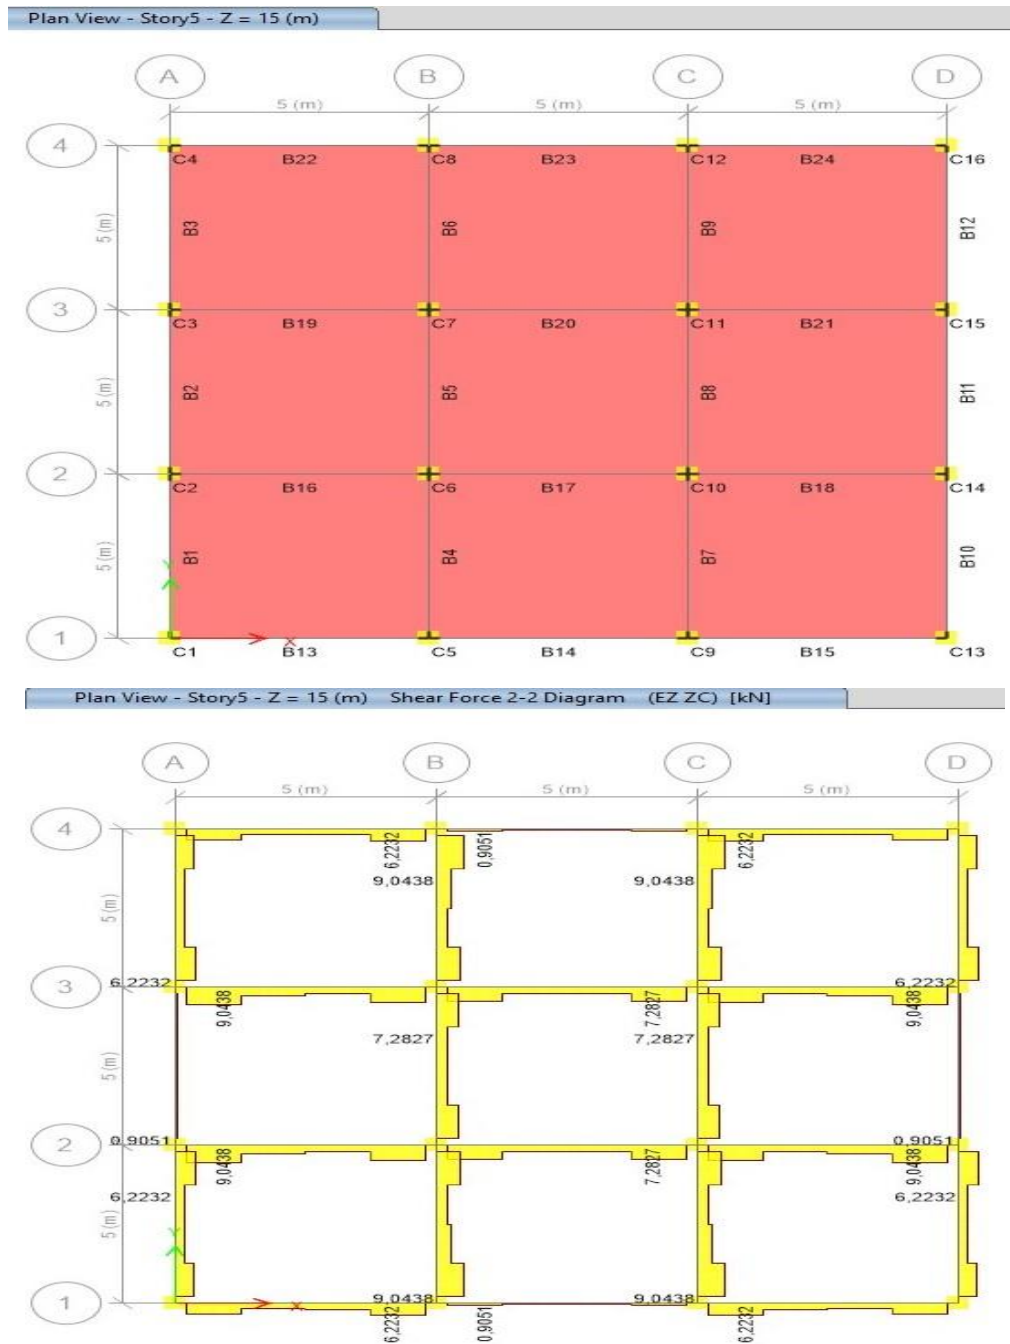 Plan View - Story5 - Z = 15 (m)
A B C D
5 (m) 5 (m) 5 (m)
4
C4 B22 C8 B23 C12 B24 C16
5 (m) B3 B6 B9 B12
3
C3 B19 C7 B20 C11 B21 C15
5 (m) B2 B5 B8 B11
2
C2 B16 C6 B17 C10 B18 C14
5 (m) B1 B4 B7 B10
Y
1 X
C1 B13 C5 B14 C9 B15 C13
Plan View - Story5 - Z = 15 (m) Shear Force 2-2 Diagram (EZ ZC) [kN]
A B C D
5 (m) 5 (m) 5 (m)
4
6,2232 0,9051 6,2232
9,0438 9,0438
5 (m)
3 6,2232 6,2232
9,0438 7,2827 9,0438
7,2827 7,2827
5 (m)
2 0,9051 0,9051
9,0438 7,2827 9,0438
6,2232 6,2232
5 (m)
Y
1 X 9,0438 9,0438
6,2232 0,9051 6,2232